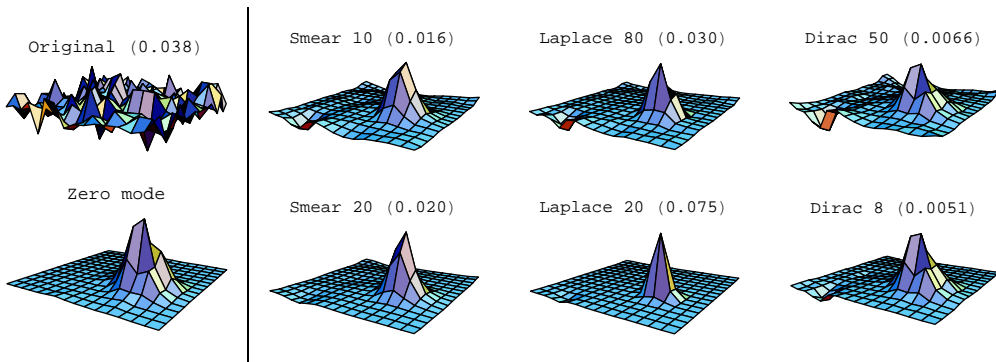 Original (0.038)
Smear 10 (0.016)
Laplace 80 (0.030)
Dirac 50 (0.0066)
Zero mode
Smear 20 (0.020)
Laplace 20 (0.075)
Dirac 8 (0.0051)